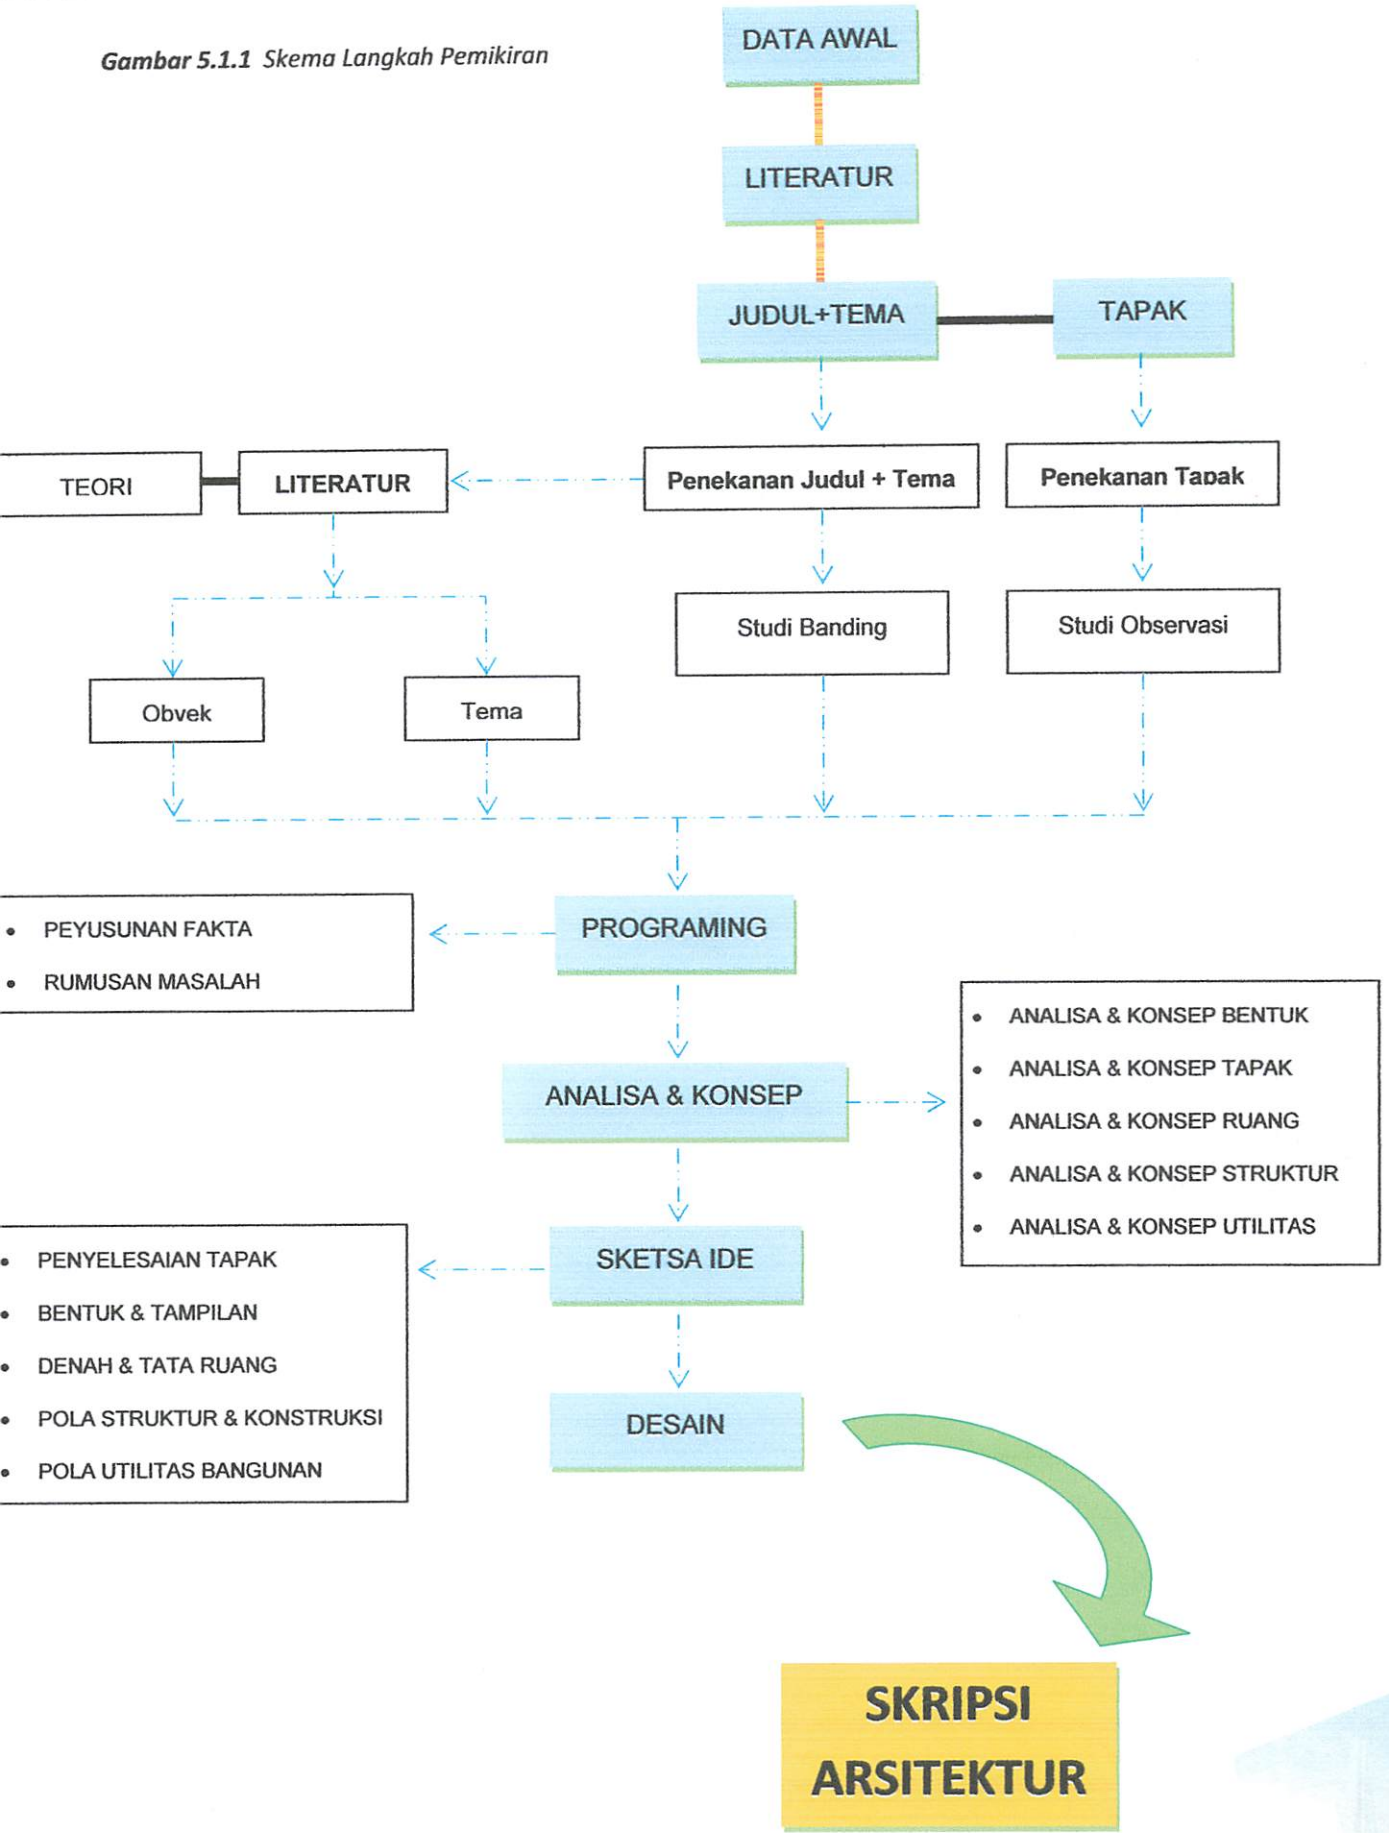 Gambar 5.1.1 Skema Langkah Pemikiran
DATA AWAL
LITERATUR
JUDUL+TEMA
TAPAK
TEORI
LITERATUR
Penekanan Judul + Tema
Penekanan Tapak
Studi Banding
Studi Observasi
Obyek
Tema
PROGRAMING
• PEYUSUNAN FAKTA
• RUMUSAN MASALAH
ANALISA & KONSEP
• ANALISA & KONSEP BENTUK
• ANALISA & KONSEP TAPAK
• ANALISA & KONSEP RUANG
• ANALISA & KONSEP STRUKTUR
• ANALISA & KONSEP UTILITAS
SKETSA IDE
• PENYELESAIAN TAPAK
• BENTUK & TAMPILAN
• DENAH & TATA RUANG
• POLA STRUKTUR & KONSTRUKSI
• POLA UTILITAS BANGUNAN
DESAIN
SKRIPSI
ARSITEKTUR